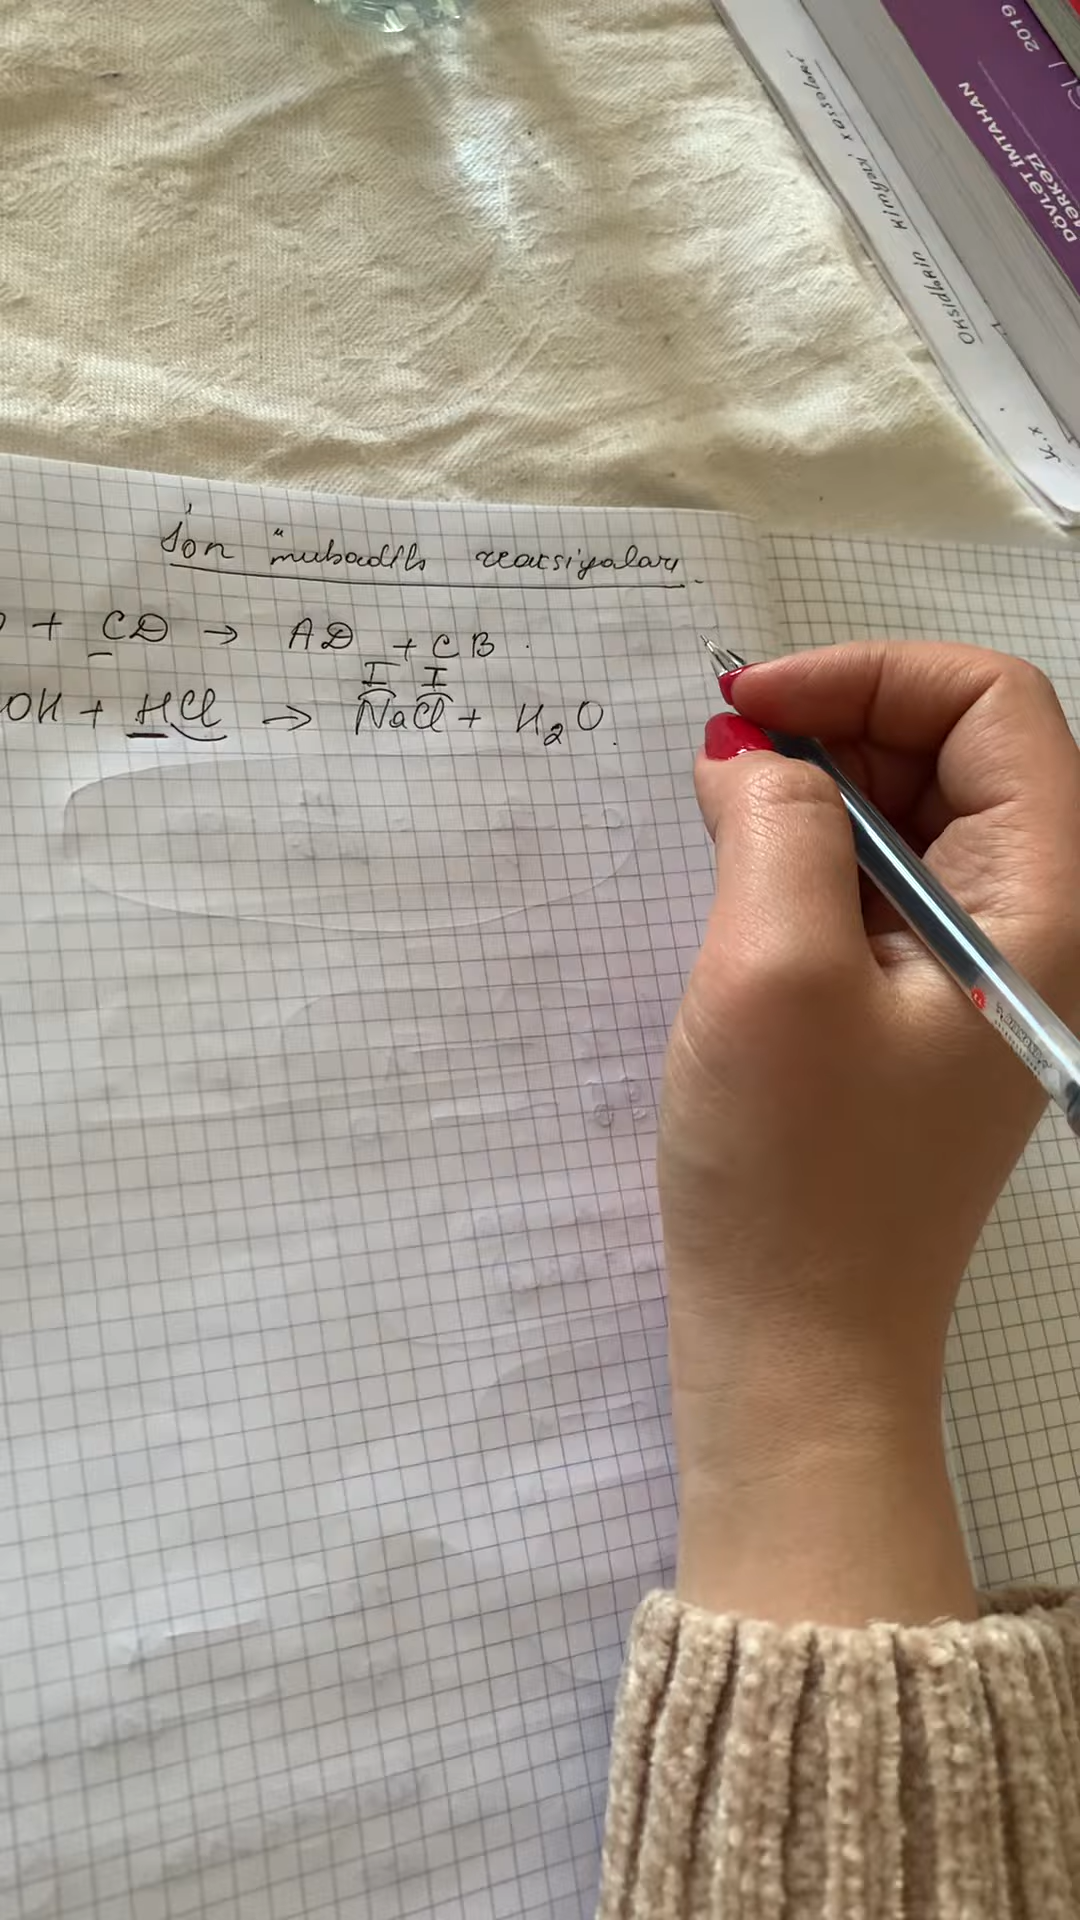 İon mübadilə reaksiyaları
+ CD → AD + CB.
I I
OH + HCl → NaCl + H₂O.
2019
DÖVLƏT İMTAHAN
MƏRKƏZİ
Oksidlərin kimyəvi xassələri
K.x